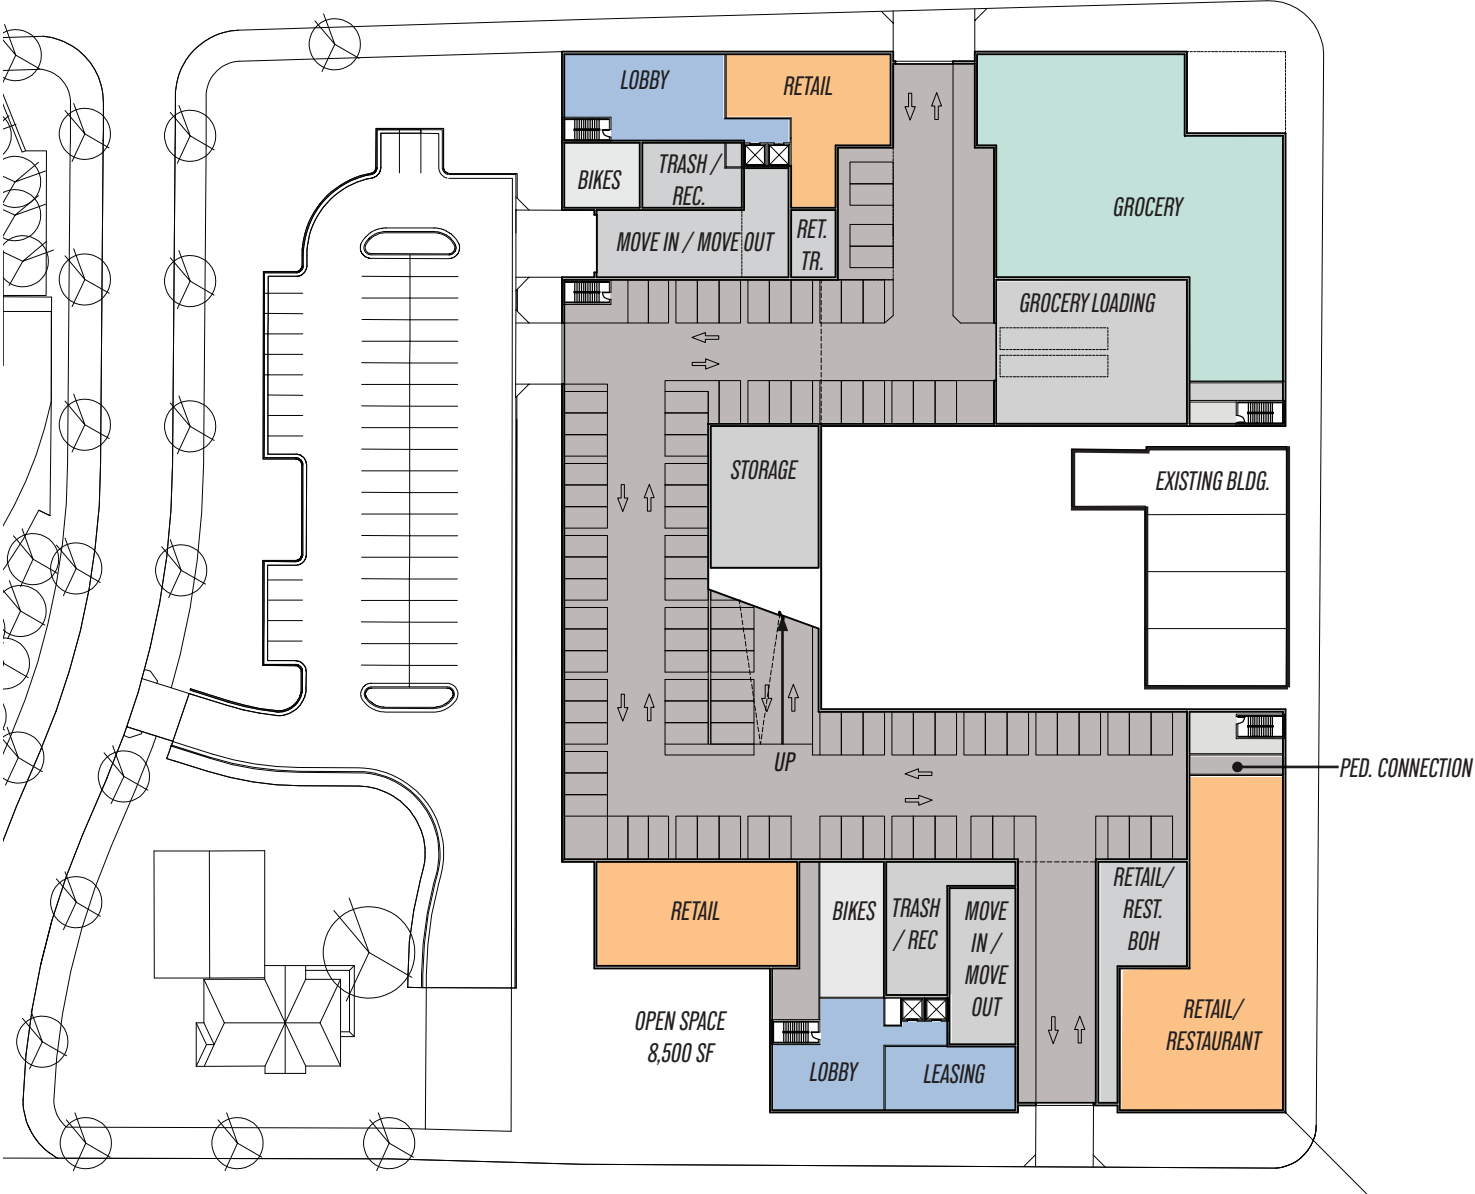 LOBBY
RETAIL
BIKES
TRASH /
REC.
MOVE IN / MOVE OUT
RET.
TR.
GROCERY
GROCERY LOADING
STORAGE
EXISTING BLDG.
UP
PED. CONNECTION
RETAIL
BIKES
TRASH
/ REC
MOVE
IN /
MOVE
OUT
RETAIL/
REST.
BOH
OPEN SPACE
8,500 SF
LOBBY
LEASING
RETAIL/
RESTAURANT